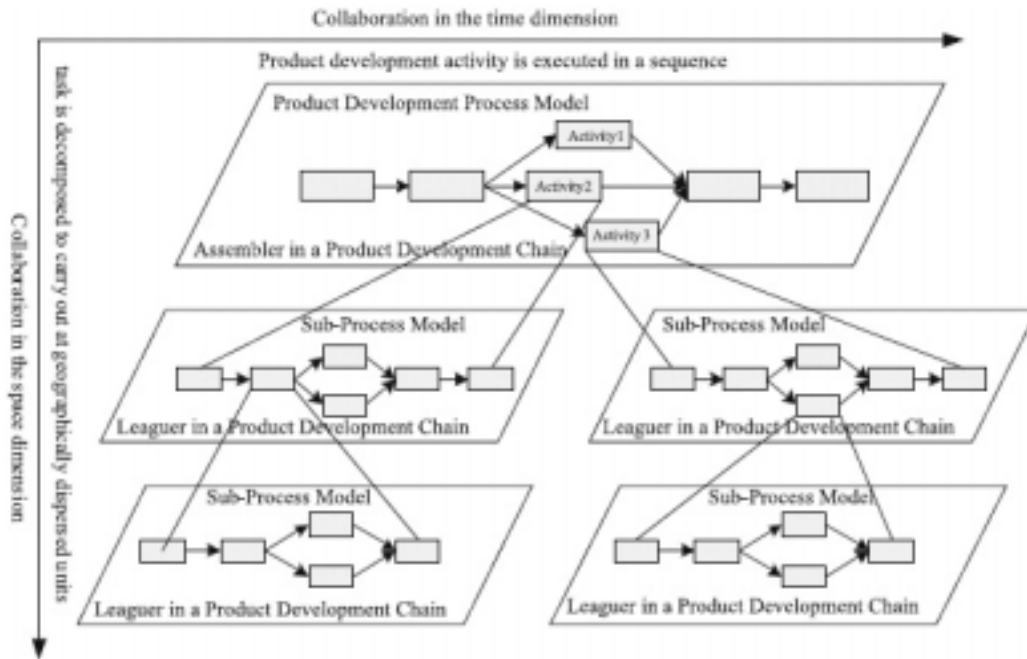 Collaboration in the time dimension
Product development activity is executed in a sequence
task is decomposed to carry out at geographically dispersed units
Collaboration in the space dimension
Product Development Process Model
Activity1
Activity2
Activity 3
Assembler in a Product Development Chain
Sub-Process Model
Leaguer in a Product Development Chain
Sub-Process Model
Leaguer in a Product Development Chain
Sub-Process Model
Leaguer in a Product Development Chain
Sub-Process Model
Leaguer in a Product Development Chain